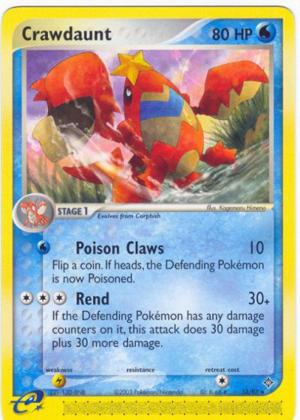 Crawdaunt 80 HP
Illus. Kagemaru Himeno
STAGE 1
Evolves from Corphish
Poison Claws 10
Flip a coin. If heads, the Defending Pokémon
is now Poisoned.
Rend 30+
If the Defending Pokémon has any damage
counters on it, this attack does 30 damage
plus 20 more damage.
weakness resistance retreat cost
©2003 Pokémon/Nintendo
e